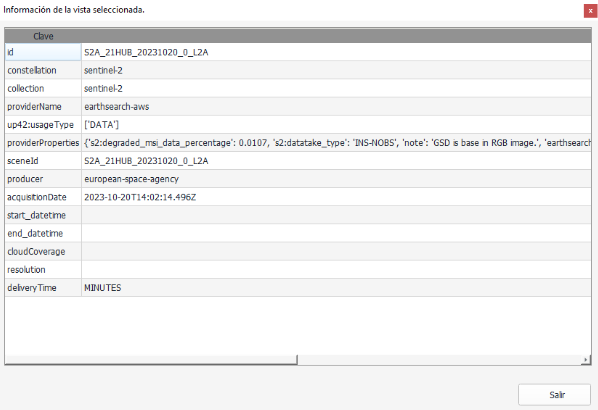 Información de la vista seleccionada.
x
Clave
id S2A_21HUB_20231020_0_L2A
constellation sentinel-2
collection sentinel-2
providerName earthsearch-aws
up42:usageType ['DATA']
providerProperties {'s2:degraded_msi_data_percentage': 0.0107, 's2:datatake_type': 'INS-NOBS', 'note': 'GSD is base in RGB image.', 'earthsearch
sceneId S2A_21HUB_20231020_0_L2A
producer european-space-agency
acquisitionDate 2023-10-20T14:02:14.496Z
start_datetime
end_datetime
cloudCoverage
resolution
deliveryTime MINUTES
Salir